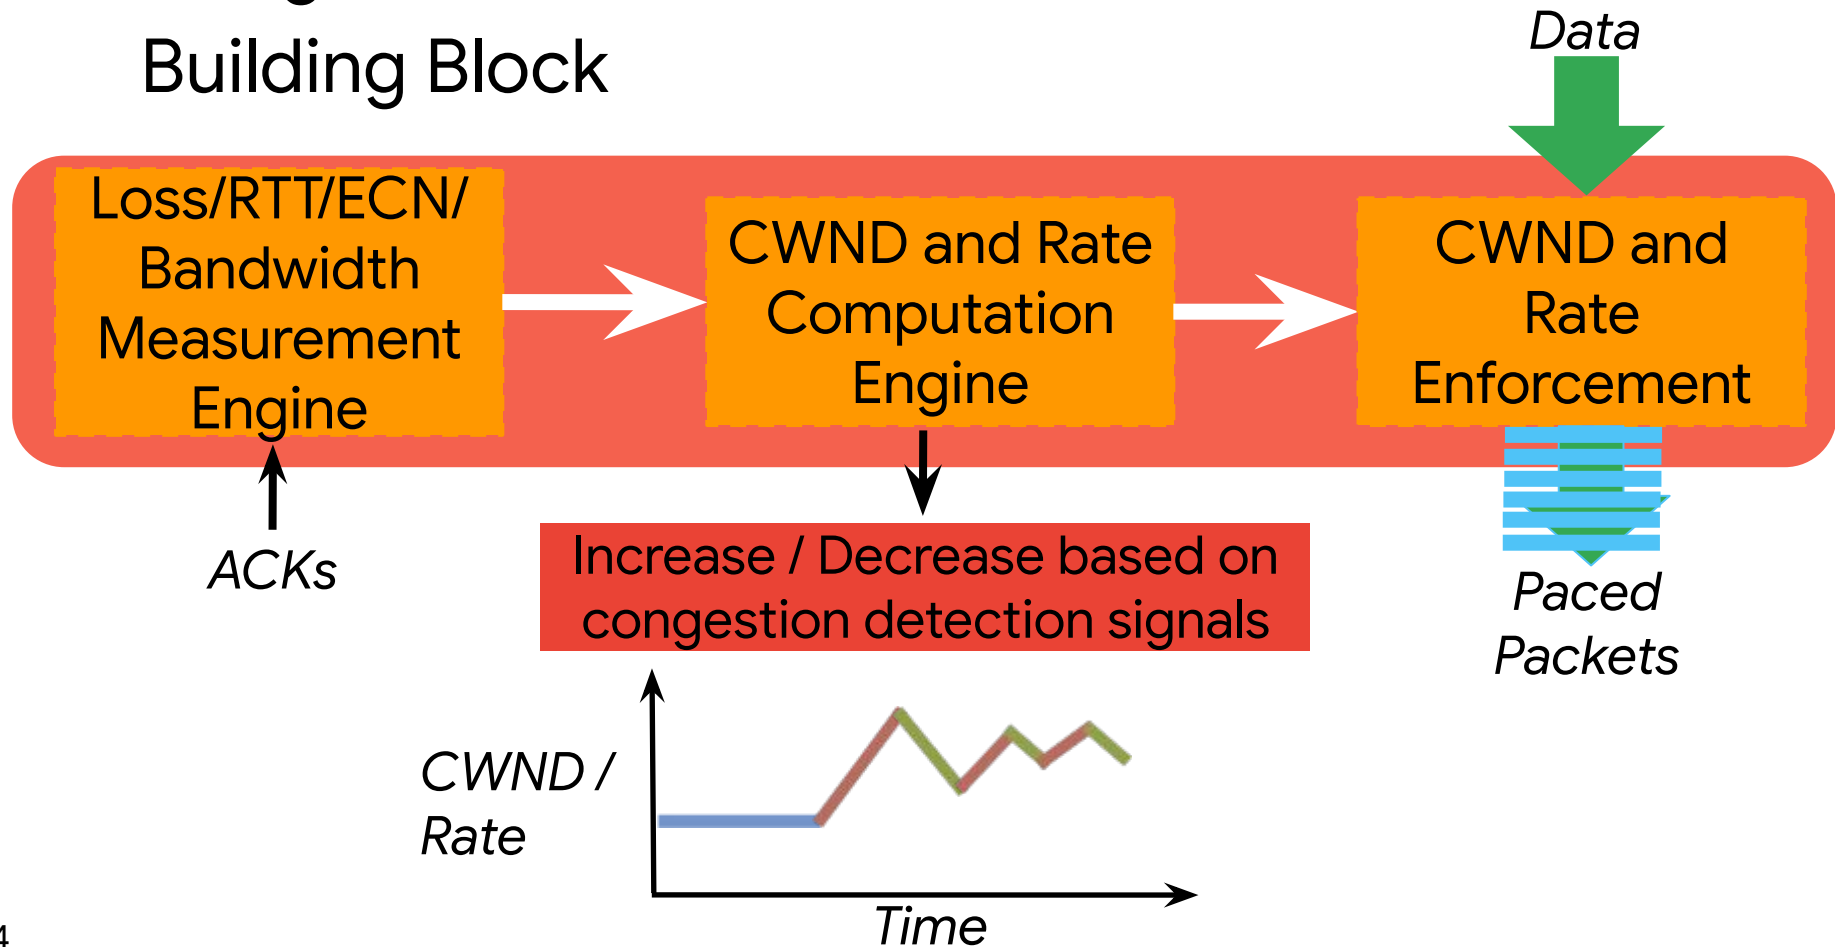 Building Block
Data
Loss/RTT/ECN/
Bandwidth
Measurement
Engine
CWND and Rate
Computation
Engine
CWND and
Rate
Enforcement
ACKs
Increase / Decrease based on
congestion detection signals
Paced
Packets
CWND /
Rate
Time
4